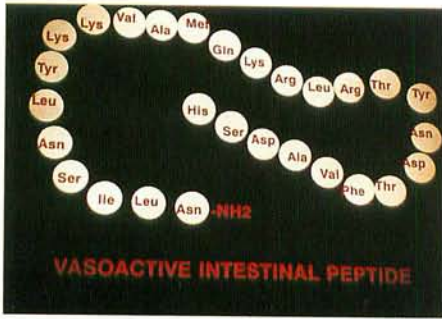 His
Ser
Asp
Ala
Val
Phe
Thr
Asp
Asn
Tyr
Thr
Arg
Leu
Arg
Lys
Gln
Met
Ala
Val
Lys
Lys
Tyr
Leu
Asn
Ser
Ile
Leu
Asn-NH2
VASOACTIVE INTESTINAL PEPTIDE